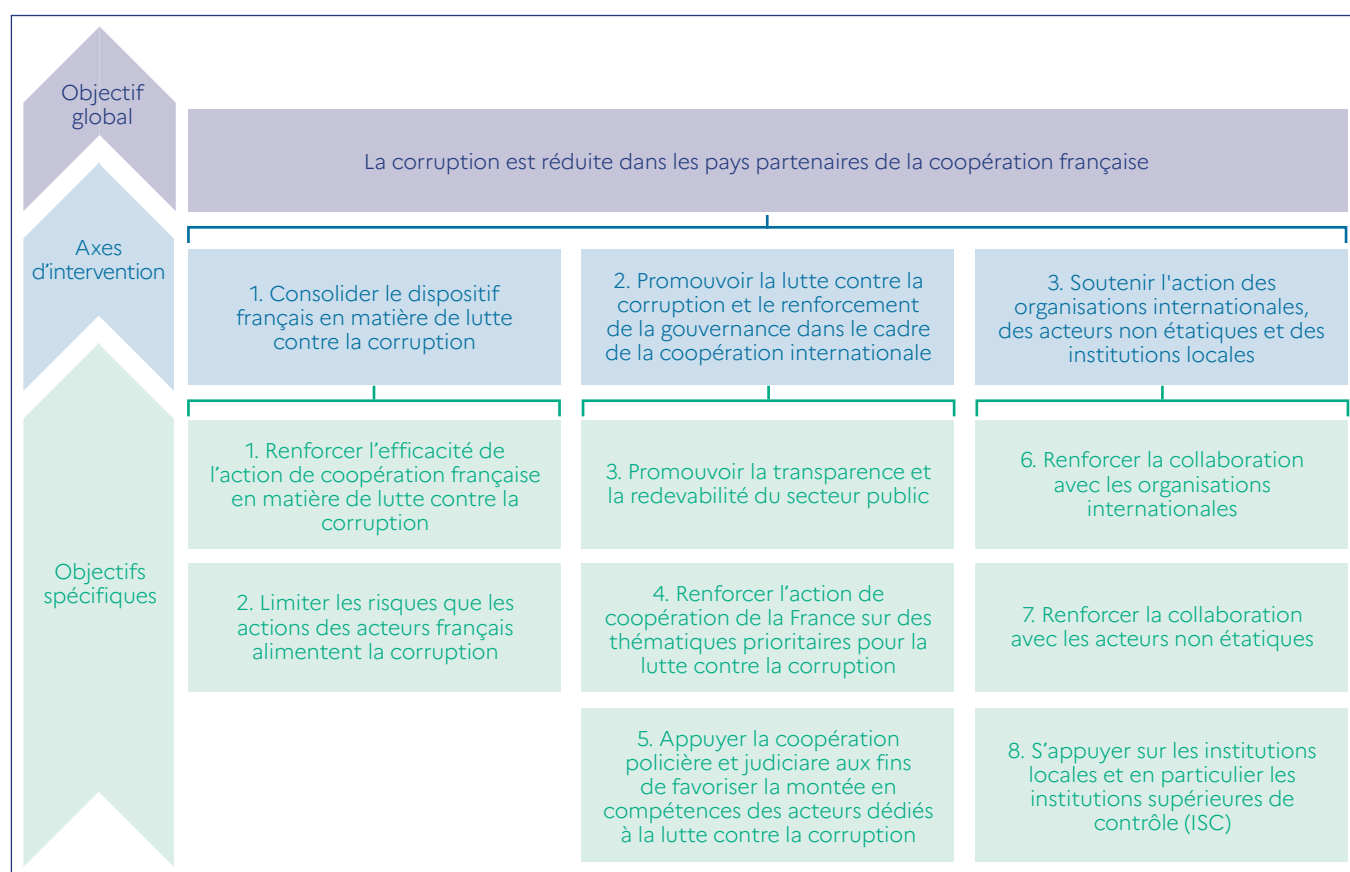 Objectif
global
La corruption est réduite dans les pays partenaires de la coopération française
Axes
d’intervention
1. Consolider le dispositif
français en matière de lutte
contre la corruption
2. Promouvoir la lutte contre la
corruption et le renforcement
de la gouvernance dans le cadre
de la coopération internationale
3. Soutenir l'action des
organisations internationales,
des acteurs non étatiques et des
institutions locales
Objectifs
spécifiques
1. Renforcer l’efficacité de
l’action de coopération française
en matière de lutte contre la
corruption
2. Limiter les risques que les
actions des acteurs français
alimentent la corruption
3. Promouvoir la transparence et
la redevabilité du secteur public
4. Renforcer l’action de
coopération de la France sur des
thématiques prioritaires pour la
lutte contre la corruption
5. Appuyer la coopération
policière et judiciare aux fins
de favoriser la montée en
compétences des acteurs dédiés
à la lutte contre la corruption
6. Renforcer la collaboration
avec les organisations
internationales
7. Renforcer la collaboration
avec les acteurs non étatiques
8. S’appuyer sur les institutions
locales et en particulier les
institutions supérieures de
contrôle (ISC)